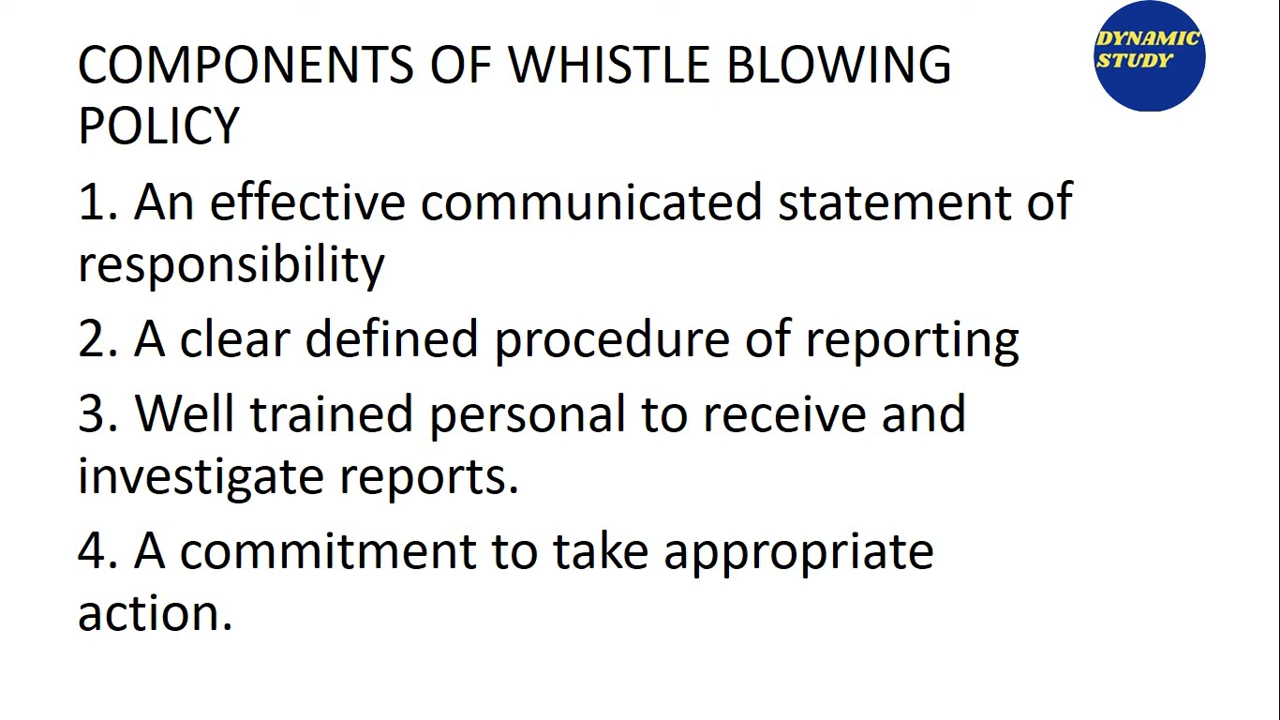 COMPONENTS OF WHISTLE BLOWING
POLICY
DYNAMIC
STUDY
1. An effective communicated statement of
responsibility
2. A clear defined procedure of reporting
3. Well trained personal to receive and
investigate reports.
4. A commitment to take appropriate
action.